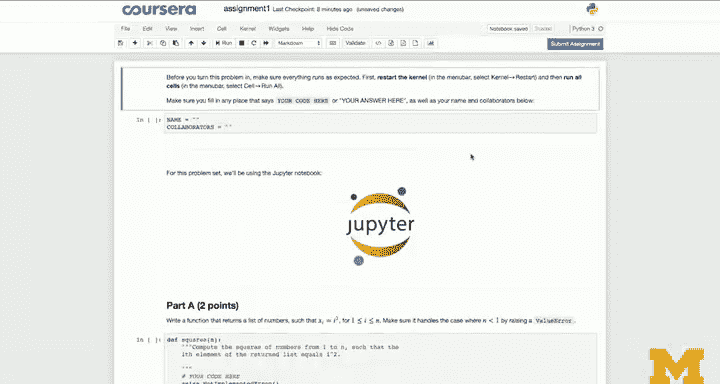 coursera
assignment1 Last Checkpoint: 8 minutes ago (unsaved changes)
File Edit View Insert Cell Kernel Widgets Help Hide Code
Notebook saved Trusted Python 3
Run Markdown Validate Submit Assignment
Before you turn this problem in, make sure everything runs as expected. First, restart the kernel (in the menubar, select Kernel→Restart) and then run all
cells (in the menubar, select Cell→Run All).
Make sure you fill in any place that says YOUR CODE HERE or "YOUR ANSWER HERE", as well as your name and collaborators below:
In [ ]: NAME = ""
COLLABORATORS = ""
For this problem set, we'll be using the Jupyter notebook:
jupyter
Part A (2 points)
Write a function that returns a list of numbers, such that xᵢ = i², for 1 ≤ i ≤ n. Make sure it handles the case where n < 1 by raising a ValueError.
In [ ]: def squares(n):
"""Compute the squares of numbers from 1 to n, such that the
ith element of the returned list equals i^2.
"""
# YOUR CODE HERE
raise NotImplementedError()
M